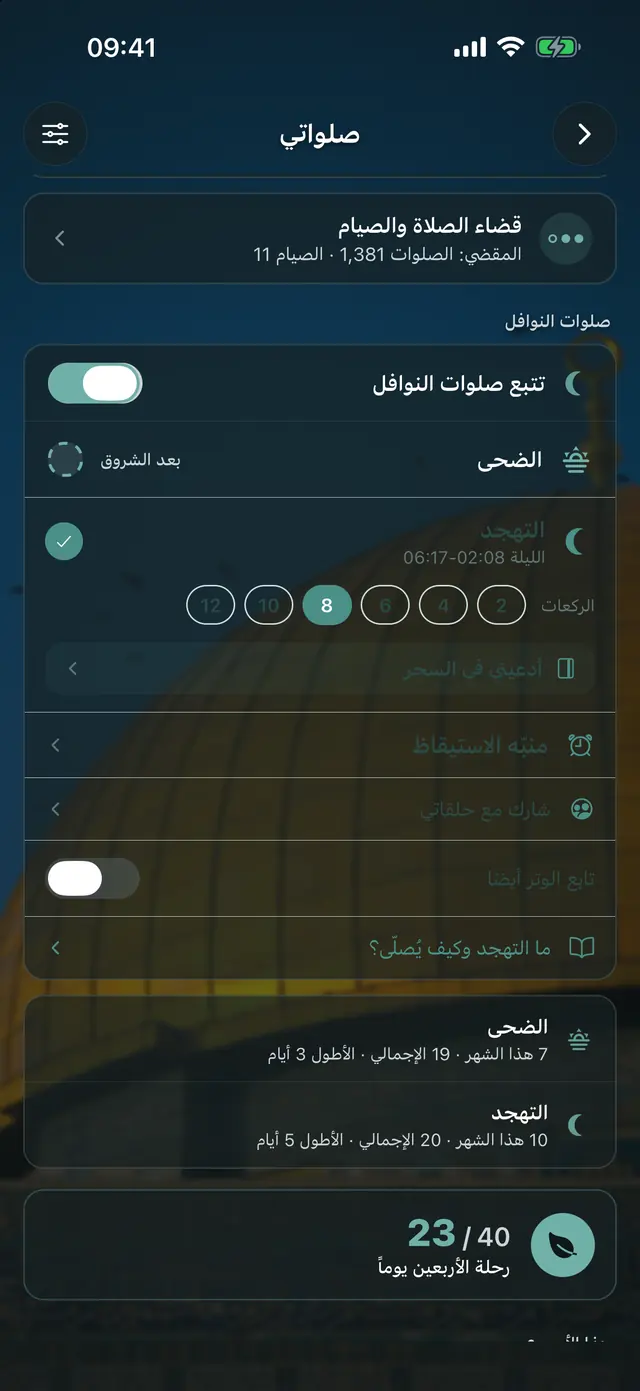 09:41
صلواتي
قضاء الصلاة والصيام
المقضي: الصلوات 1,381 · الصيام 11
صلوات النوافل
تتبع صلوات النوافل
الضحى
بعد الشروق
التهجد
الليلة 02:08-06:17
الركعات 2 4 6 8 10 12
أدعيتي في السحر
منبّه الاستيقاظ
شارك مع حلقاتي
تابع الوتر أيضا
ما التهجد وكيف يُصلّى؟
الضحى
7 هذا الشهر · 19 الإجمالي · الأطول 3 أيام
التهجد
10 هذا الشهر · 20 الإجمالي · الأطول 5 أيام
23 / 40
رحلة الأربعين يوماً